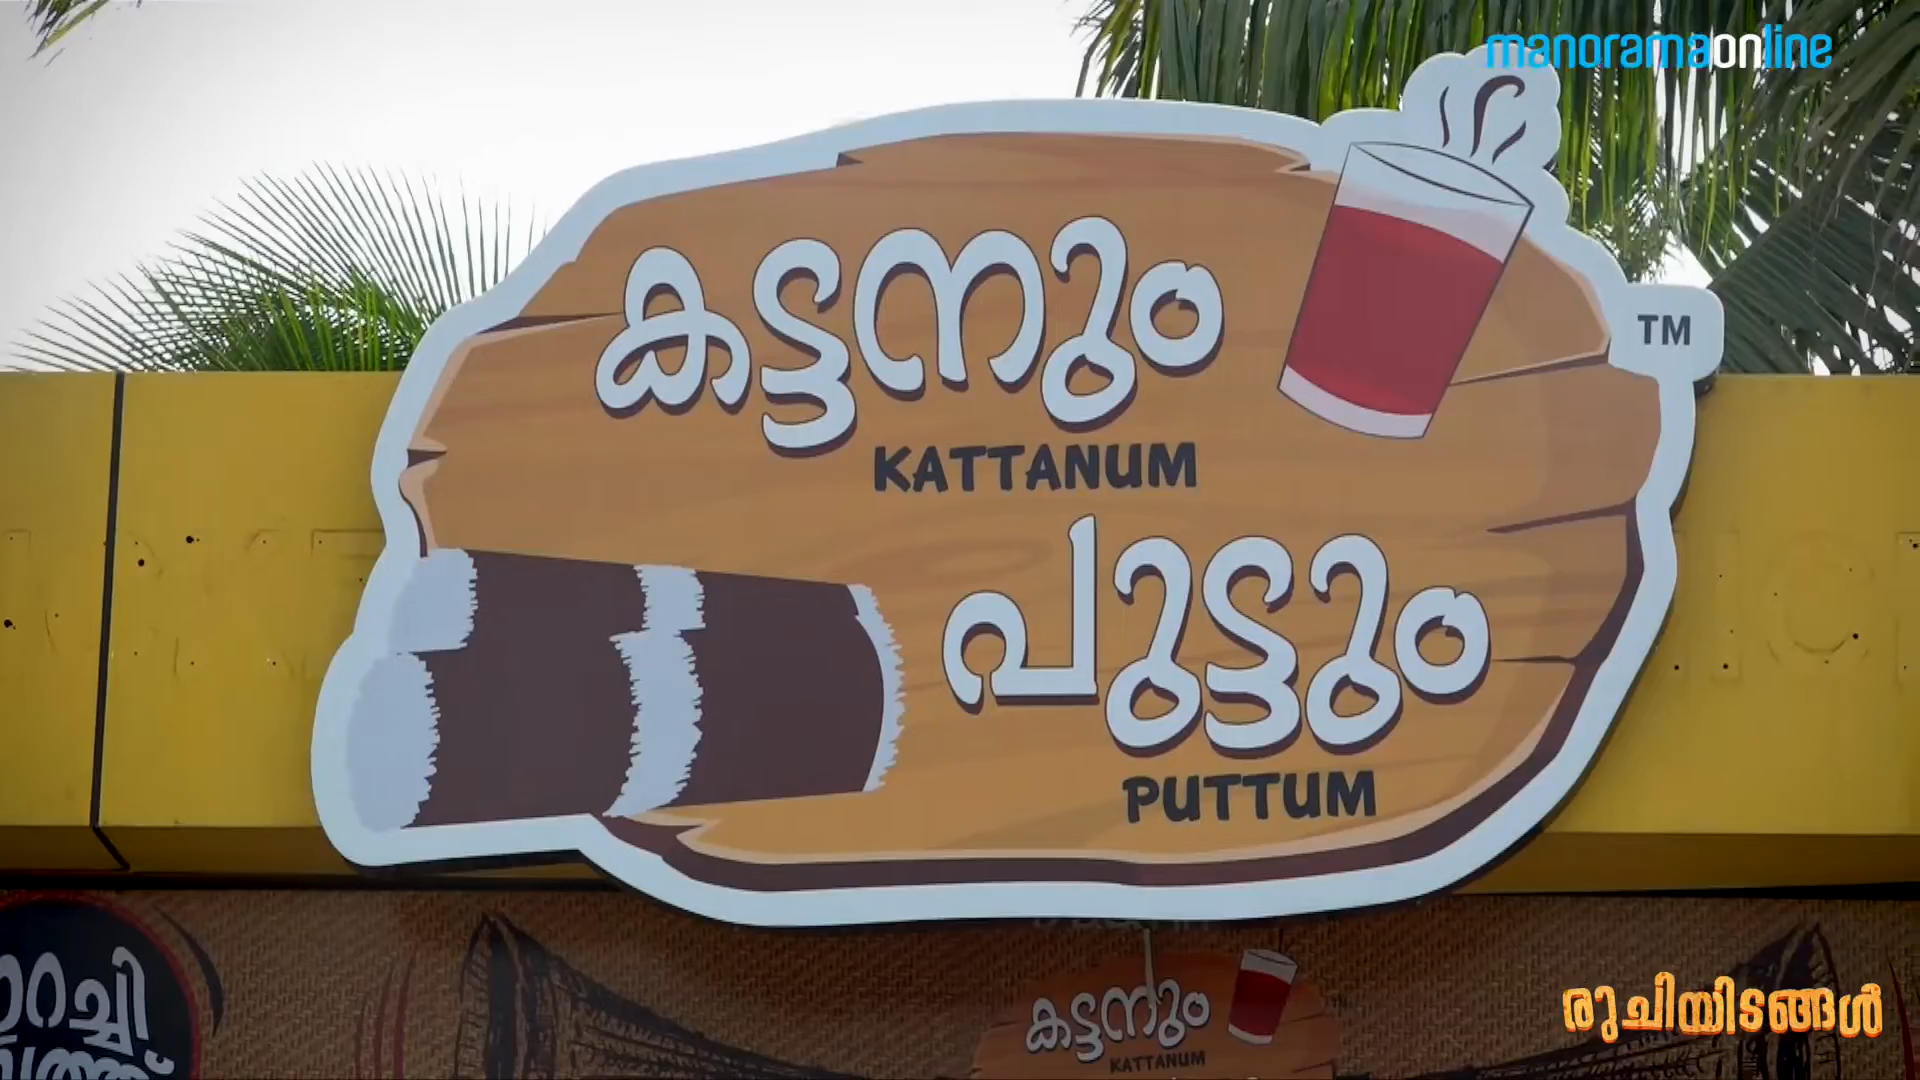 manoramaonline
കട്ടനും
TM
KATTANUM
പുട്ടും
PUTTUM
കട്ടനും
KATTANUM
രുചിയിടങ്ങൾ